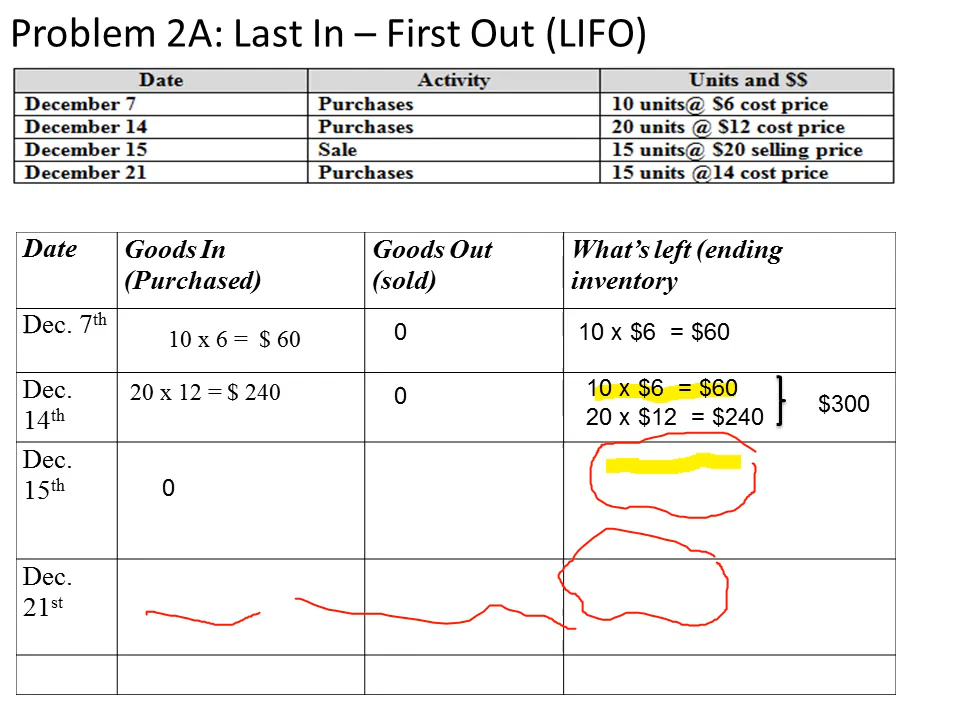 Problem 2A: Last In – First Out (LIFO)
Date Activity Units and $$
December 7 Purchases 10 units@ $6 cost price
December 14 Purchases 20 units @ $12 cost price
December 15 Sale 15 units@ $20 selling price
December 21 Purchases 15 units @14 cost price
Date Goods In Goods Out What's left (ending
(Purchased) (sold) inventory
Dec. 7th 10 x 6 = $ 60 0 10 x $6 = $60
Dec. 20 x 12 = $ 240 0 10 x $6 = $60
14th 20 x $12 = $240 $300
Dec.
15th 0
Dec.
21st